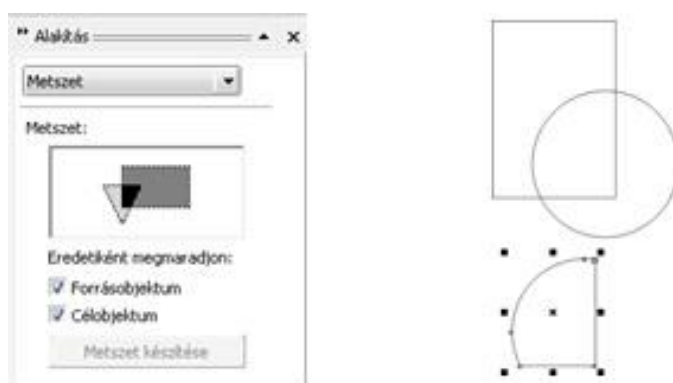 Alakítás
Metszet
Metszet:
Eredetiként megmaradjon:
Forrásobjektum
Célobjektum
Metszet készítése